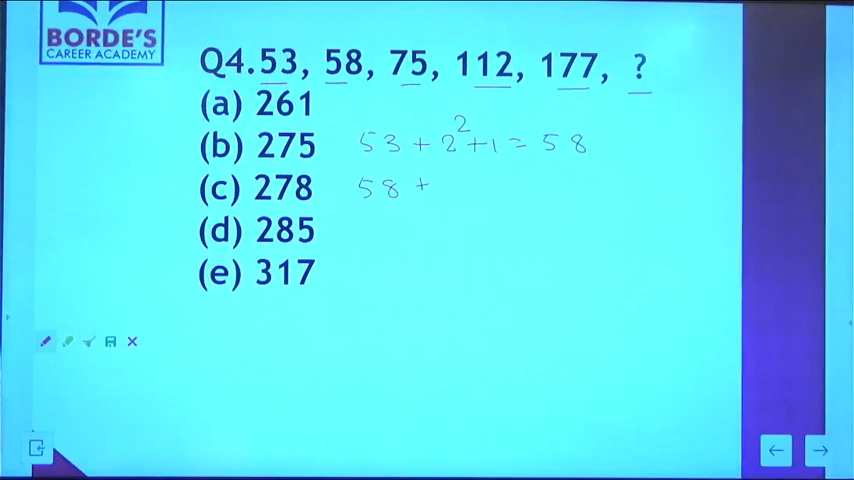 BORDE'S
CAREER ACADEMY
Q4.53, 58, 75, 112, 177, ?
(a) 261
(b) 275
(c) 278
(d) 285
(e) 317
53 + 2² + 1 = 58
58 +